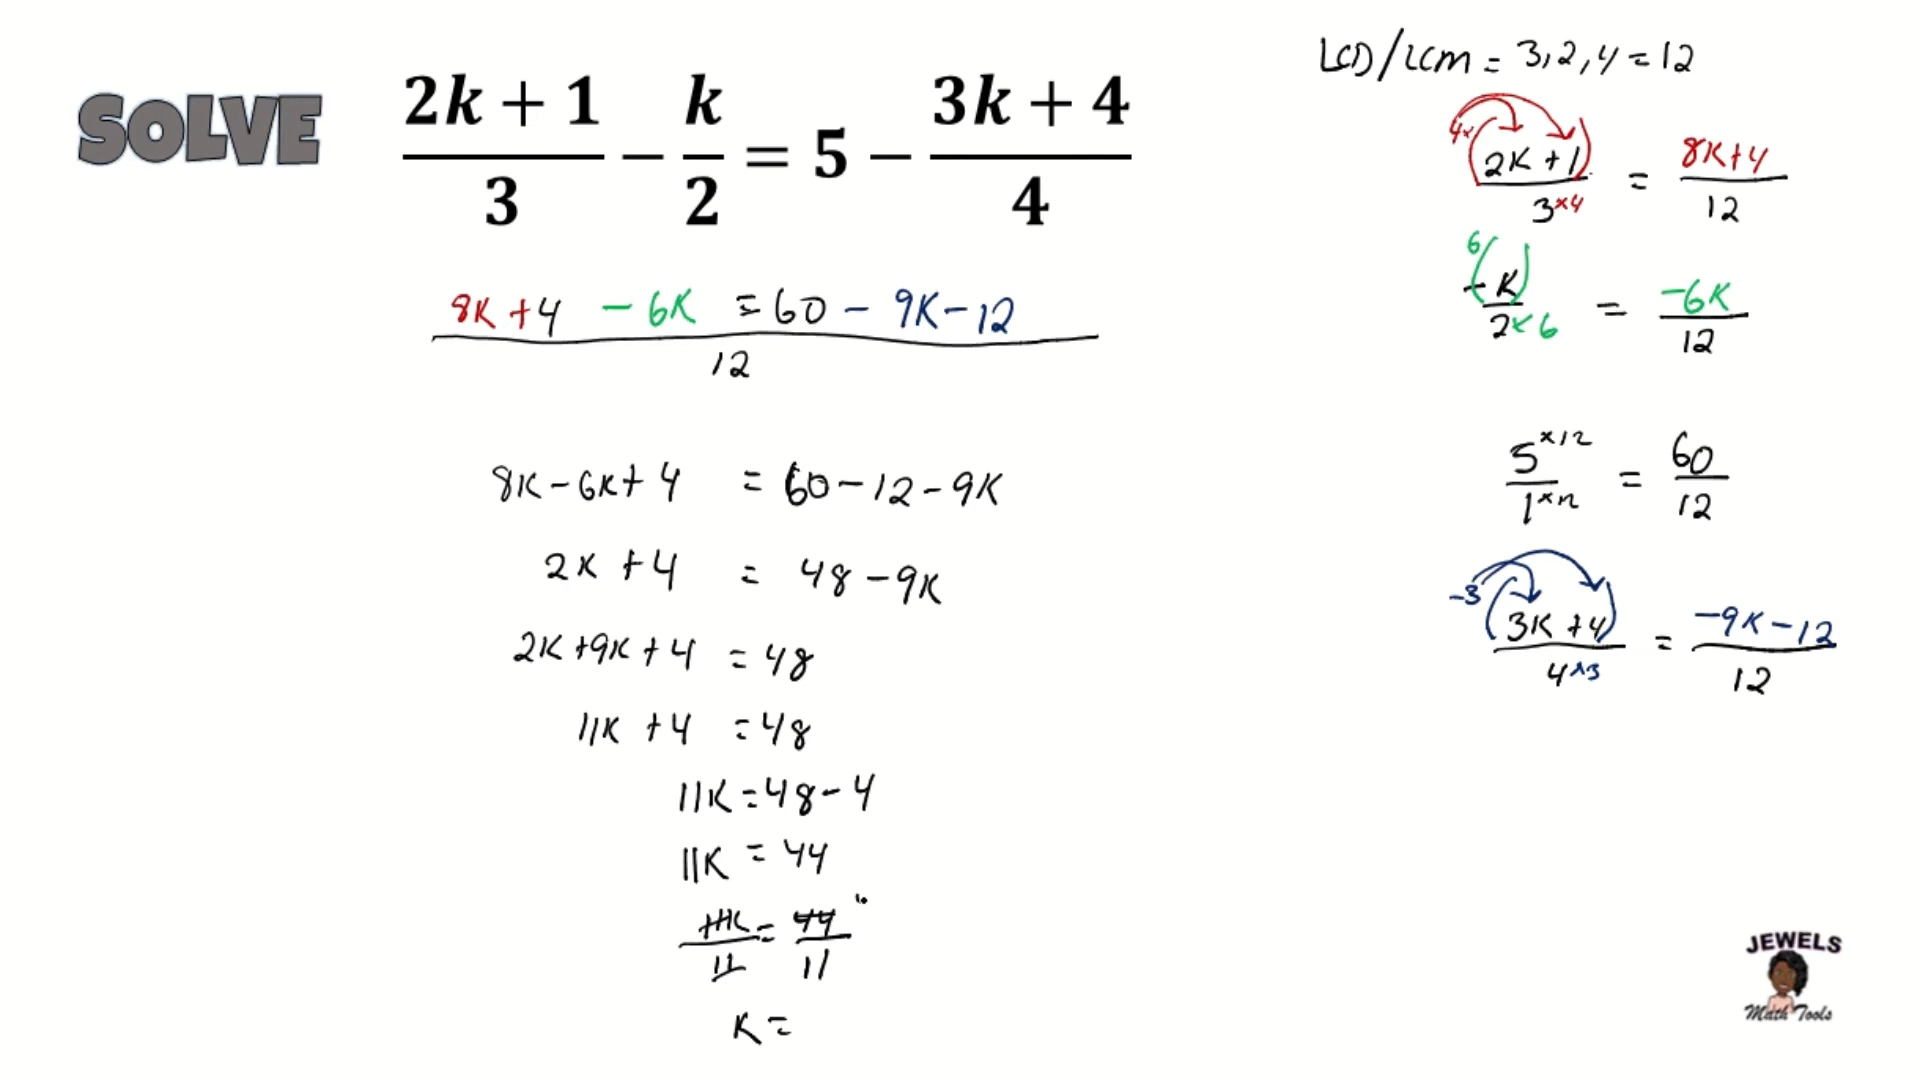 SOLVE
(2k + 1)/3 − k/2 = 5 − (3k + 4)/4
(8K + 4 − 6K = 60 − 9K − 12)/12
8K − 6K + 4 = 60 − 12 − 9K
2K + 4 = 48 − 9K
2K + 9K + 4 = 48
11K + 4 = 48
11K = 48 − 4
11K = 44
11K/11 = 44/11
K =
LCD/LCM = 3, 2, 4 = 12
4×(2K + 1)/3×4 = (8K+4)/12
6(−K)/2×6 = −6K/12
5×12/1×12 = 60/12
−3(3K + 4)/4×3 = (−9K − 12)/12
JEWELS
Math Tools